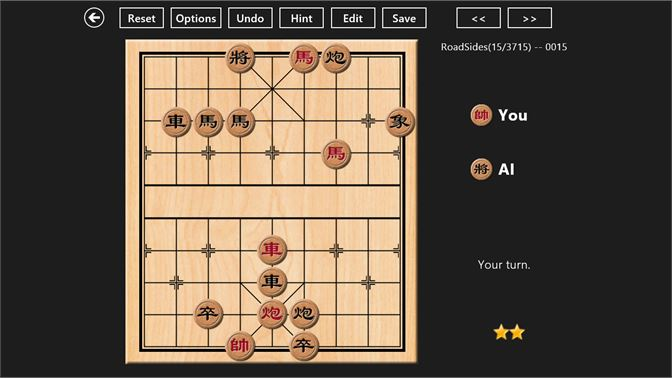 Reset Options Undo Hint Edit Save << >>
RoadSides(15/3715) -- 0015
將 馬 炮
車 馬 馬 象
帥 You
馬
將 AI
車
車
Your turn.
卒 炮 炮
帥 卒